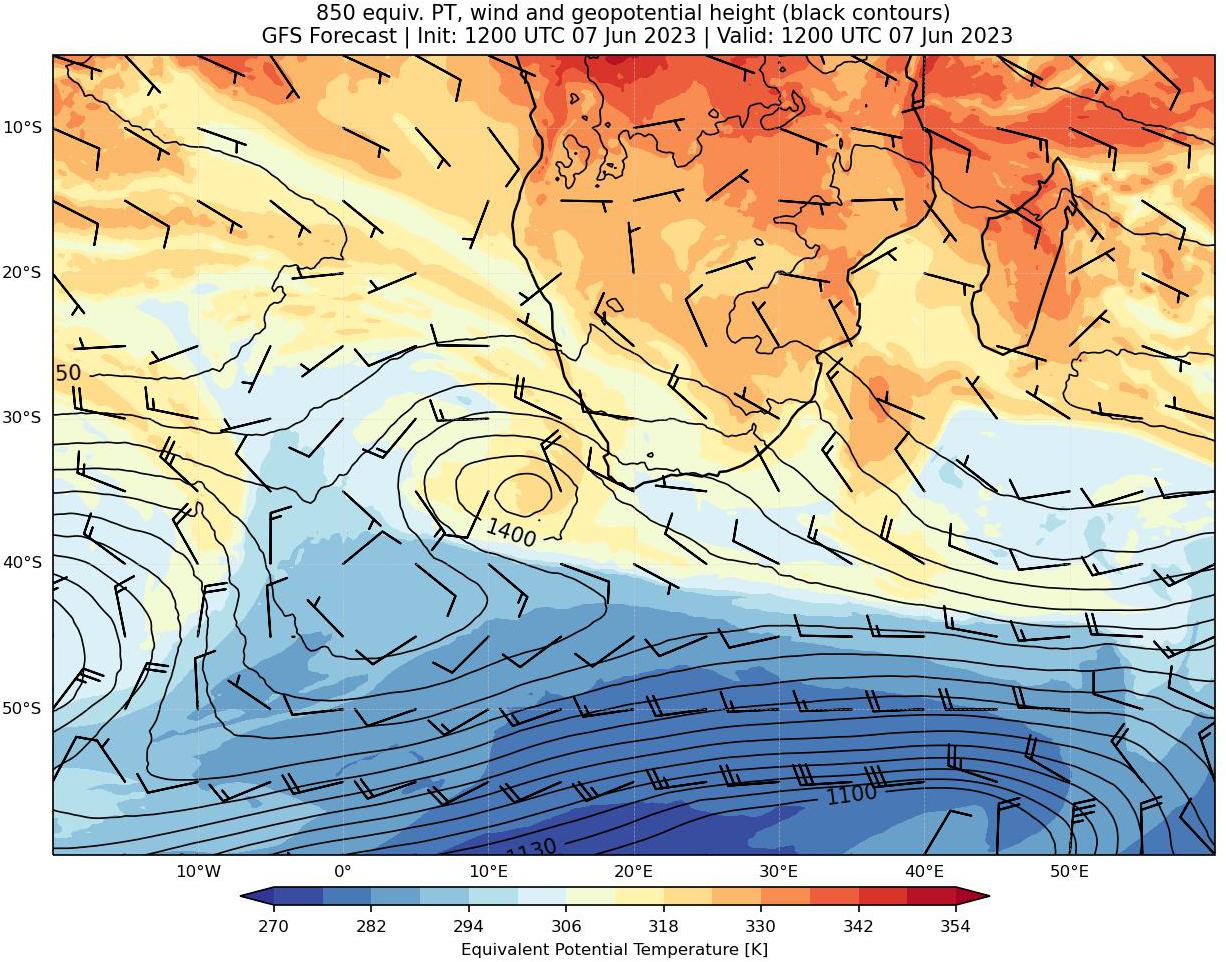 850 equiv. PT, wind and geopotential height (black contours)
GFS Forecast | Init: 1200 UTC 07 Jun 2023 | Valid: 1200 UTC 07 Jun 2023
10°S
20°S
50
30°S
1400
40°S
50°S
1100
1130
10°W 0° 10°E 20°E 30°E 40°E 50°E
270 282 294 306 318 330 342 354
Equivalent Potential Temperature [K]